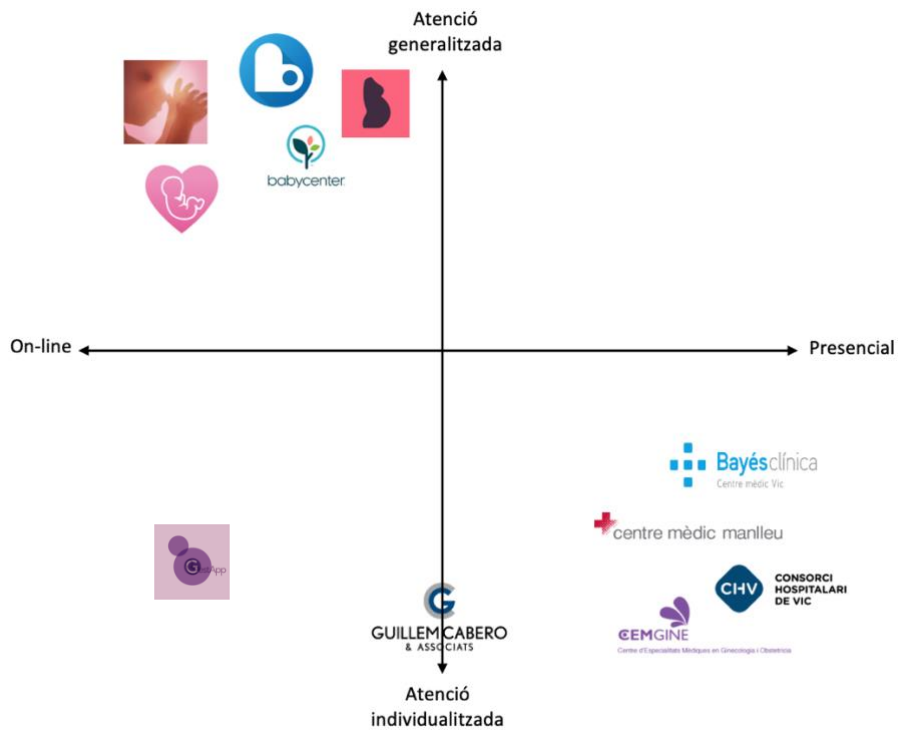 Atenció
generalitzada
babycenter
On-line
Presencial
Bayésclínica
Centre mèdic Vic
centre mèdic manlleu
GestApp
CHV
CONSORCI
HOSPITALARI
DE VIC
G
GUILLEM CABERO
& ASSOCIATS
CEMGINE
Centre d'Especialitats Mèdiques en Ginecologia i Obstetrícia
Atenció
individualitzada